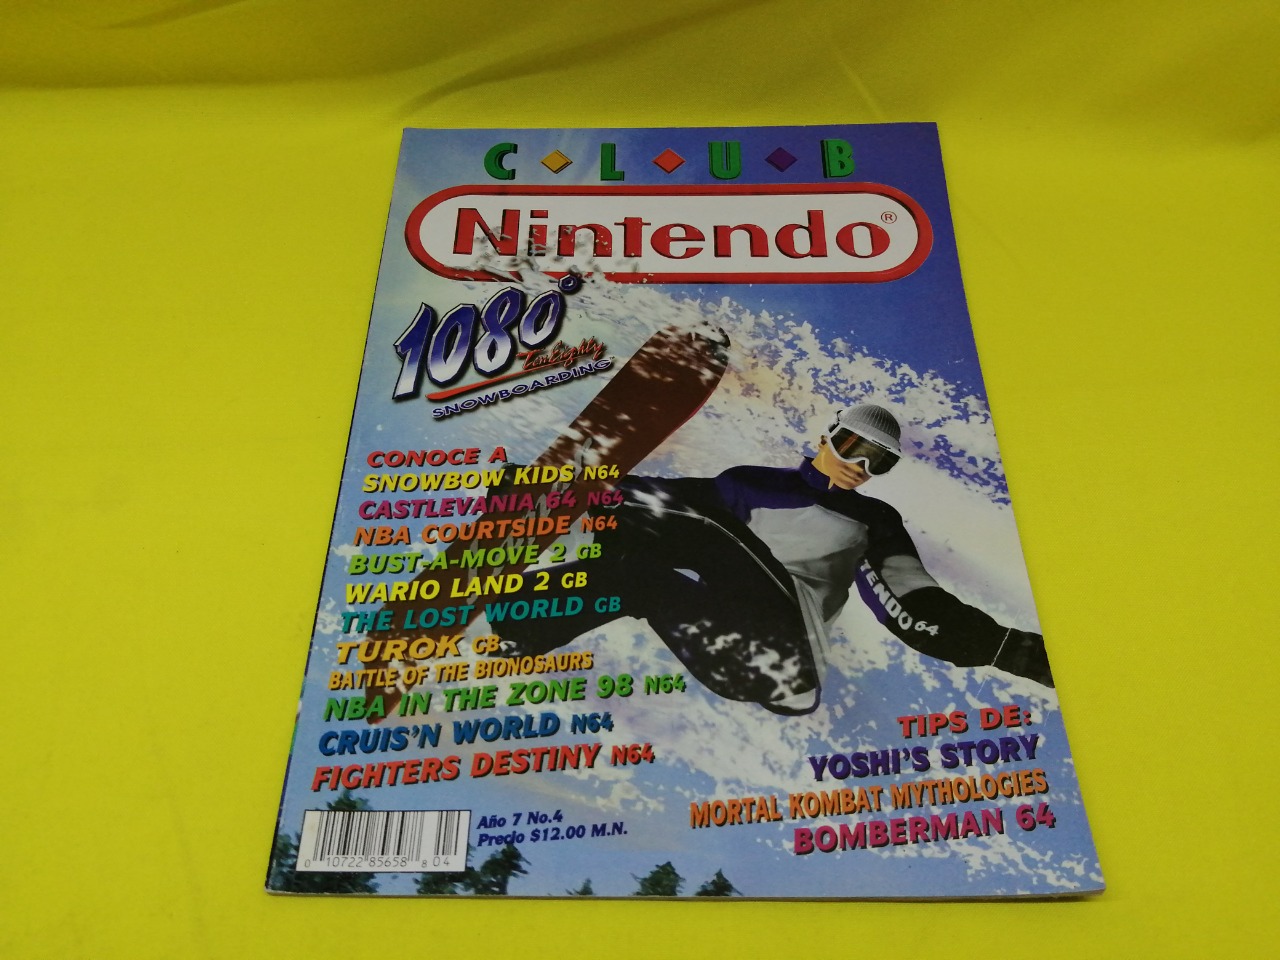 CLUB
Nintendo®
1080°
TenEighty
SNOWBOARDING™
CONOCE A
SNOWBOW KIDS N64
CASTLEVANIA 64 N64
NBA COURTSIDE N64
BUST-A-MOVE 2 GB
WARIO LAND 2 GB
THE LOST WORLD GB
TUROK GB
BATTLE OF THE BIONOSAURS
NBA IN THE ZONE 98 N64
CRUIS'N WORLD N64
FIGHTERS DESTINY N64
TENDO 64
TIPS DE:
YOSHI'S STORY
MORTAL KOMBAT MYTHOLOGIES
BOMBERMAN 64
Año 7 No.4
Precio $12.00 M.N.
0 10722 85658 8 04